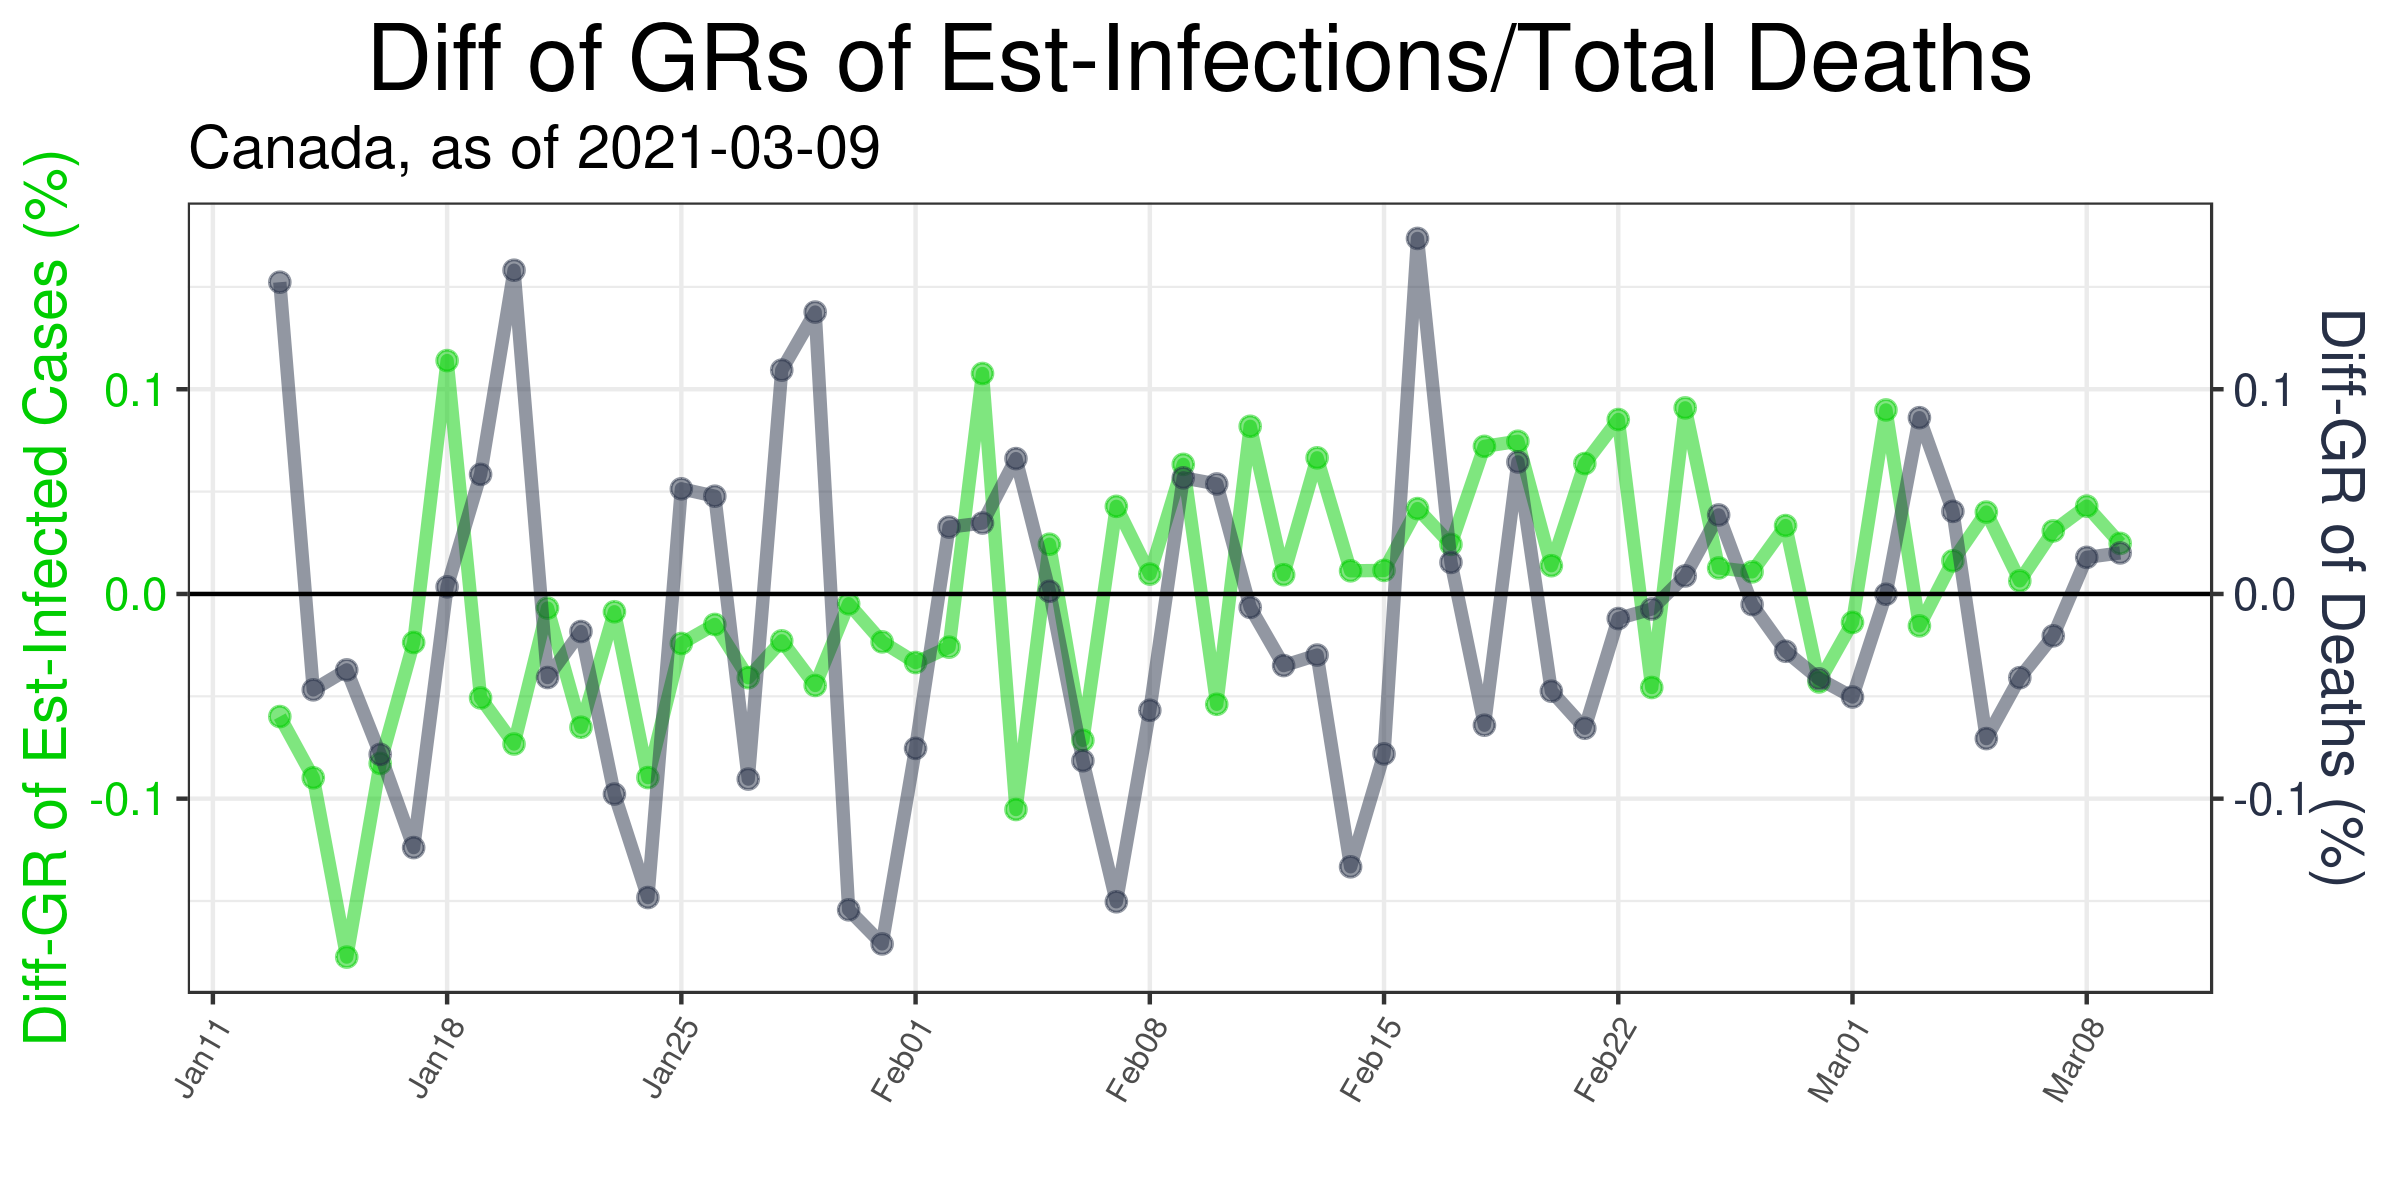 Diff of GRs of Est-Infections/Total Deaths
Canada, as of 2021-03-09
Diff-GR of Est-Infected Cases (%)
0.1
0.0
-0.1
0.1
0.0
-0.1
Diff-GR of Deaths (%)
Jan11
Jan18
Jan25
Feb01
Feb08
Feb15
Feb22
Mar01
Mar08